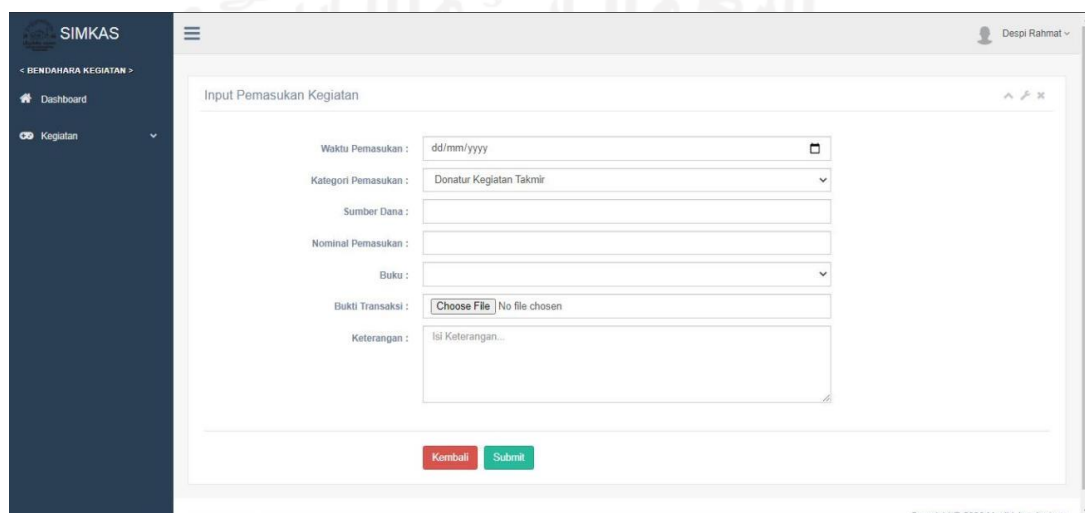 SIMKAS
Despi Rahmat
< BENDAHARA KEGIATAN >
Dashboard
Kegiatan
Input Pemasukan Kegiatan
Waktu Pemasukan :
dd/mm/yyyy
Kategori Pemasukan :
Donatur Kegiatan Takmir
Sumber Dana :
Nominal Pemasukan :
Buku :
Bukti Transaksi :
Choose File No file chosen
Keterangan :
Isi Keterangan...
Kembali
Submit